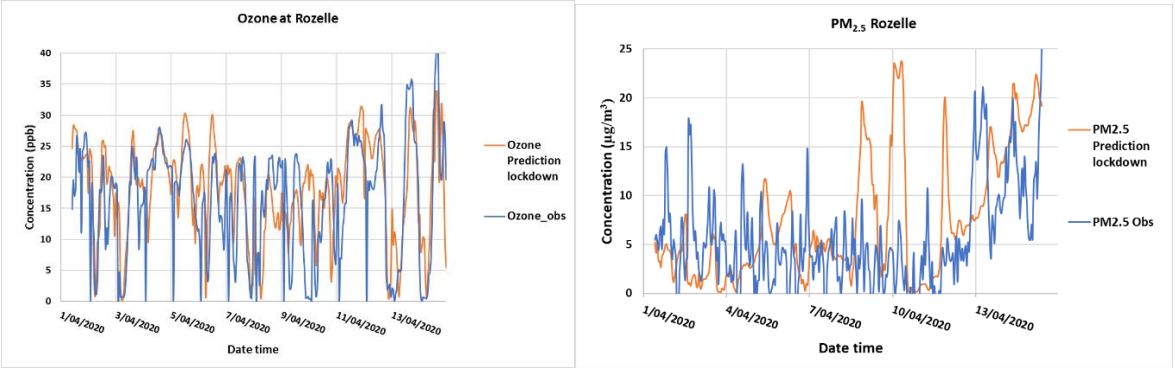 Ozone at Rozelle
Concentration (ppb)
40
35
30
25
20
15
10
5
0
1/04/2020
3/04/2020
5/04/2020
7/04/2020
9/04/2020
11/04/2020
13/04/2020
Date time
Ozone
Prediction
lockdown
Ozone_obs
PM2.5 Rozelle
Concentration (µg/m³)
25
20
15
10
5
0
1/04/2020
4/04/2020
7/04/2020
10/04/2020
13/04/2020
Date time
PM2.5
Prediction
lockdown
PM2.5 Obs